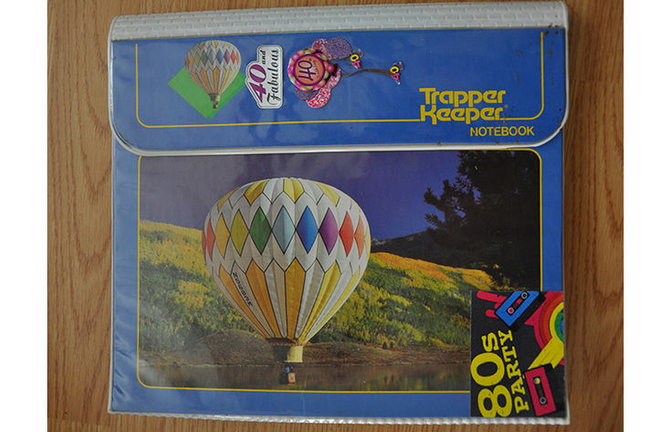 40 and
Fabulous
40
Trapper
Keeper®
NOTEBOOK
80s
PARTY